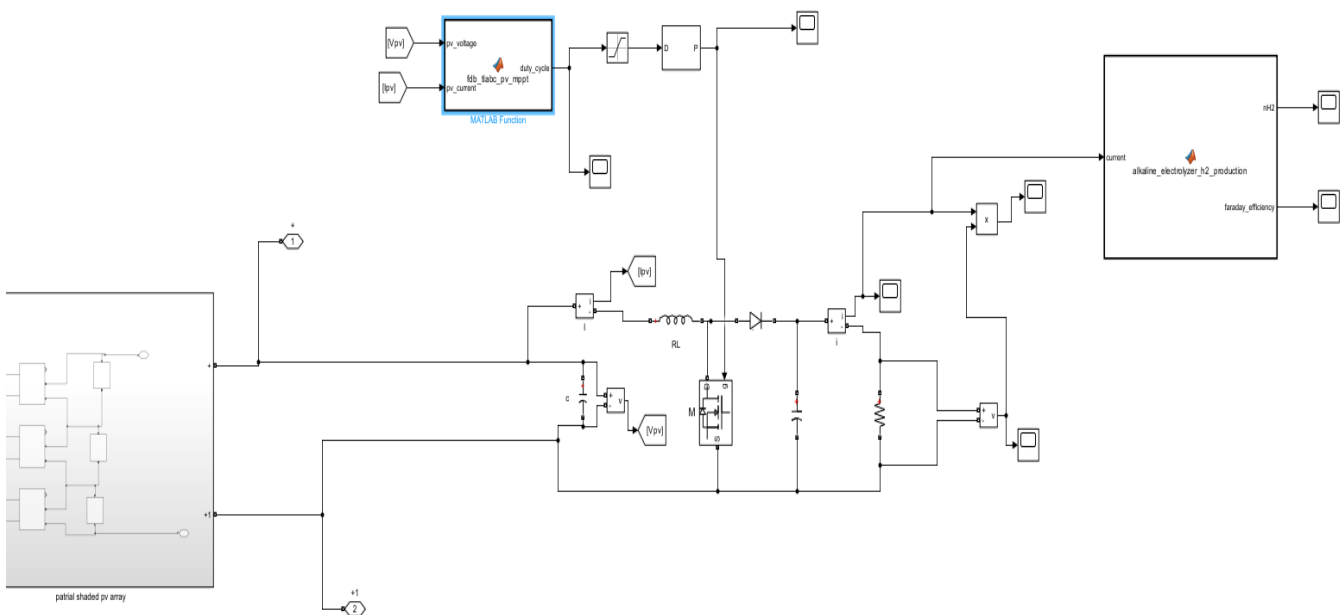 [Vpv]
pv_voltage
duty_cycle
fdb_tlabc_pv_mppt
[Ipv]
pv_current
MATLAB Function
D
P
nH2
current
alkaline_electrolyzer_h2_production
faraday_efficiency
x
+
1
[Ipv]
+
i
-
I
RL
+
i
-
i
+
c
+
-
v
[Vpv]
M
D
g
S
+
-
v
+1
patrial shaded pv array
+1
2